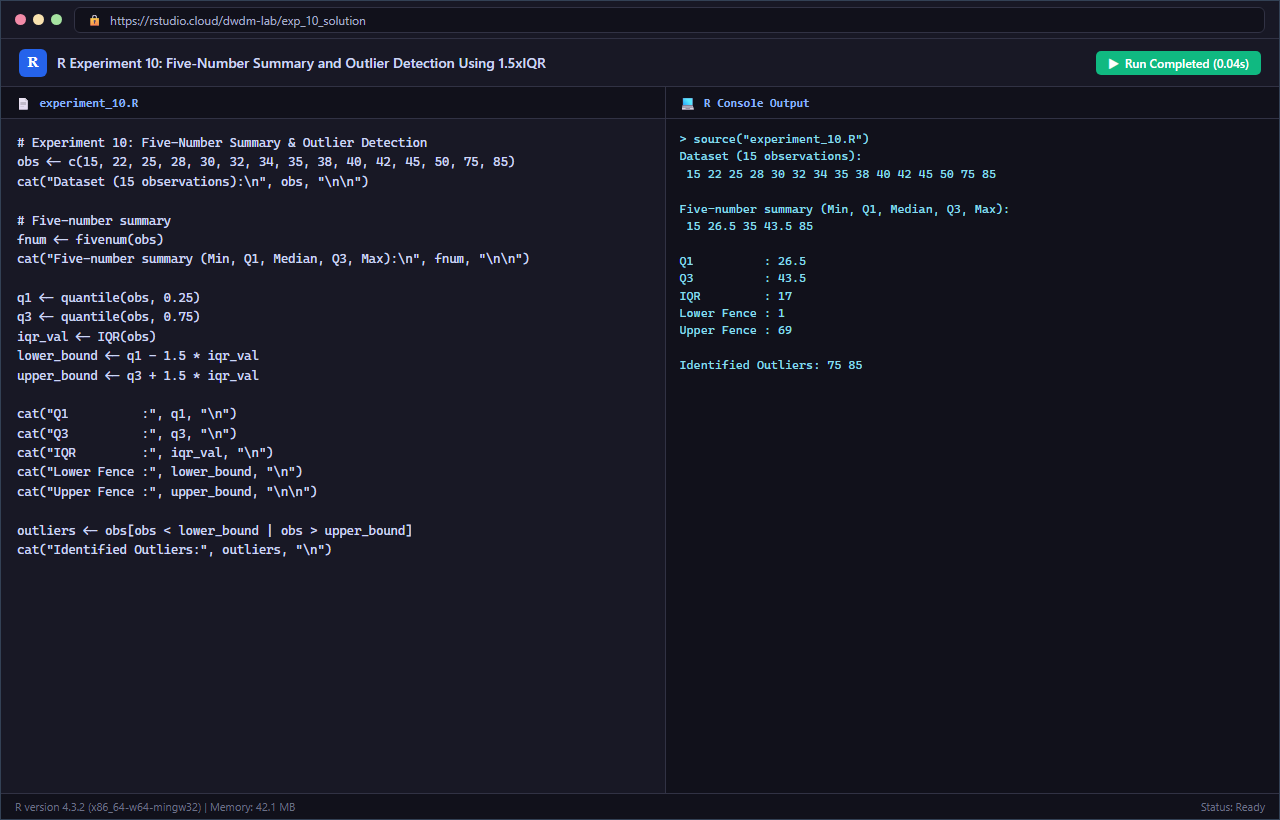 https://rstudio.cloud/dwdm-lab/exp_10_solution
R
R Experiment 10: Five-Number Summary and Outlier Detection Using 1.5xIQR
▶ Run Completed (0.04s)
experiment_10.R
# Experiment 10: Five-Number Summary & Outlier Detection
obs <- c(15, 22, 25, 28, 30, 32, 34, 35, 38, 40, 42, 45, 50, 75, 85)
cat("Dataset (15 observations):\n", obs, "\n\n")
# Five-number summary
fnum <- fivenum(obs)
cat("Five-number summary (Min, Q1, Median, Q3, Max):\n", fnum, "\n\n")
q1 <- quantile(obs, 0.25)
q3 <- quantile(obs, 0.75)
iqr_val <- IQR(obs)
lower_bound <- q1 - 1.5 * iqr_val
upper_bound <- q3 + 1.5 * iqr_val
cat("Q1          :", q1, "\n")
cat("Q3          :", q3, "\n")
cat("IQR         :", iqr_val, "\n")
cat("Lower Fence :", lower_bound, "\n")
cat("Upper Fence :", upper_bound, "\n\n")
outliers <- obs[obs < lower_bound | obs > upper_bound]
cat("Identified Outliers:", outliers, "\n")
R Console Output
> source("experiment_10.R")
Dataset (15 observations):
15 22 25 28 30 32 34 35 38 40 42 45 50 75 85
Five-number summary (Min, Q1, Median, Q3, Max):
15 26.5 35 43.5 85
Q1          : 26.5
Q3          : 43.5
IQR         : 17
Lower Fence : 1
Upper Fence : 69
Identified Outliers: 75 85
R version 4.3.2 (x86_64-w64-mingw32) | Memory: 42.1 MB
Status: Ready